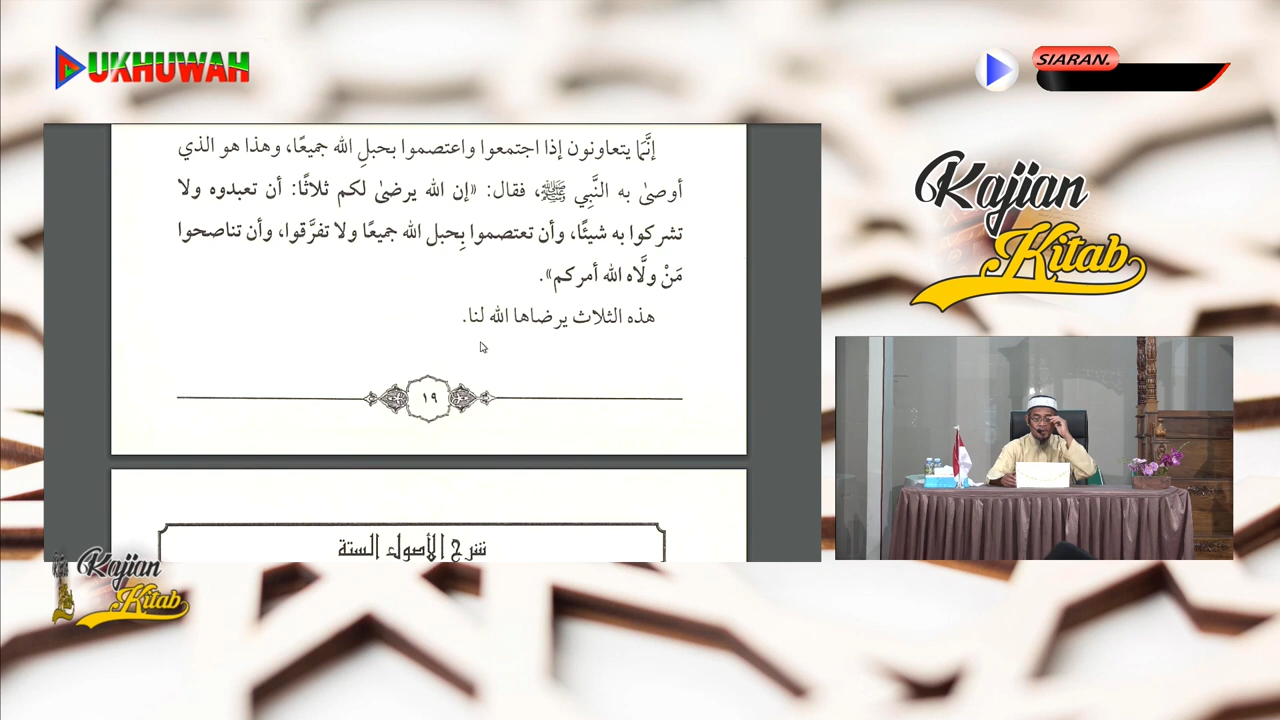 UKHUWAH
SIARAN.
إنَّما يتعاونون إذا اجتمعوا واعتصموا بحبلِ الله جميعًا، وهذا هو الذي
أوصىٰ به النَّبِي ﷺ، فقال: «إن الله يرضىٰ لكم ثلاثًا: أن تعبدوه ولا
تشركوا به شيئًا، وأن تعتصموا بِحبل الله جميعًا ولا تفرَّقوا، وأن تناصحوا
مَنْ ولَّاه الله أمركم».
هذه الثلاث يرضاها الله لنا.
١٩
شرح الأصول الستة
Kajian
Kitab
Kajian
Kitab